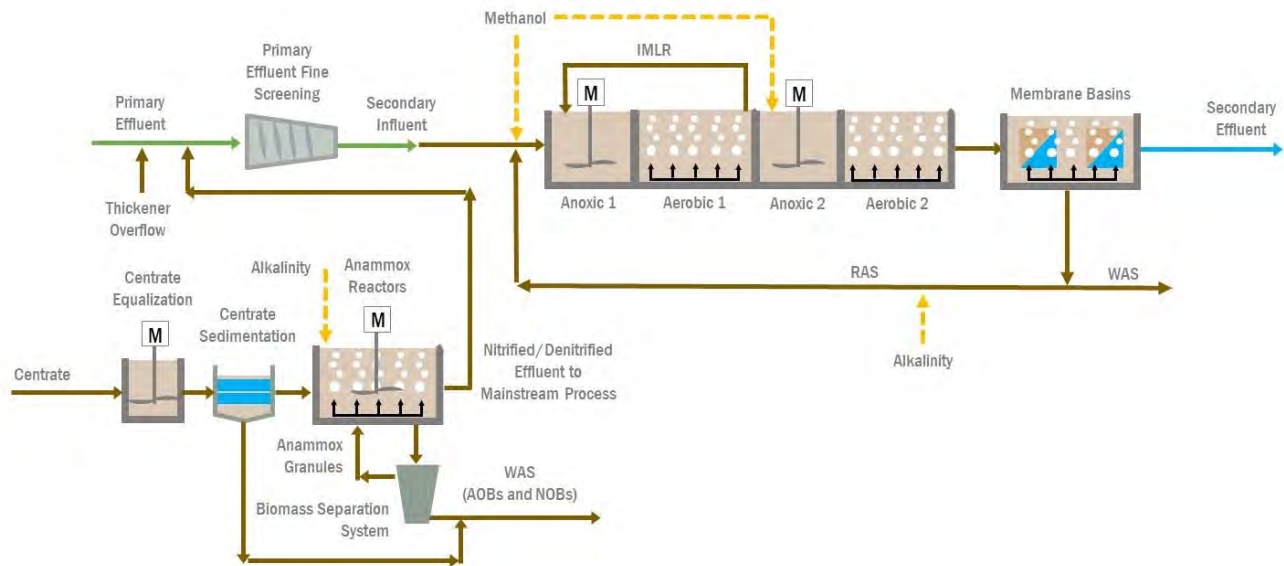 Methanol
IMLR
Primary
Effluent Fine
Screening
M
M
Primary
Effluent
Secondary
Influent
Membrane Basins
Secondary
Effluent
Anoxic 1
Aerobic 1
Anoxic 2
Aerobic 2
Thickener
Overflow
RAS
WAS
Alkalinity
Alkalinity
Anammox
Reactors
Centrate
Equalization
Centrate
Sedimentation
M
M
Centrate
Nitrified/Denitrified
Effluent to
Mainstream Process
Anammox
Granules
WAS
(AOBs and NOBs)
Biomass Separation
System